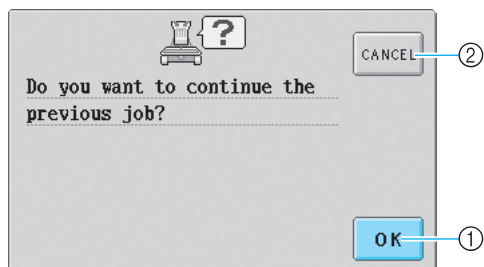 ?
CANCEL
②
Do you want to continue the
previous job?
OK
①